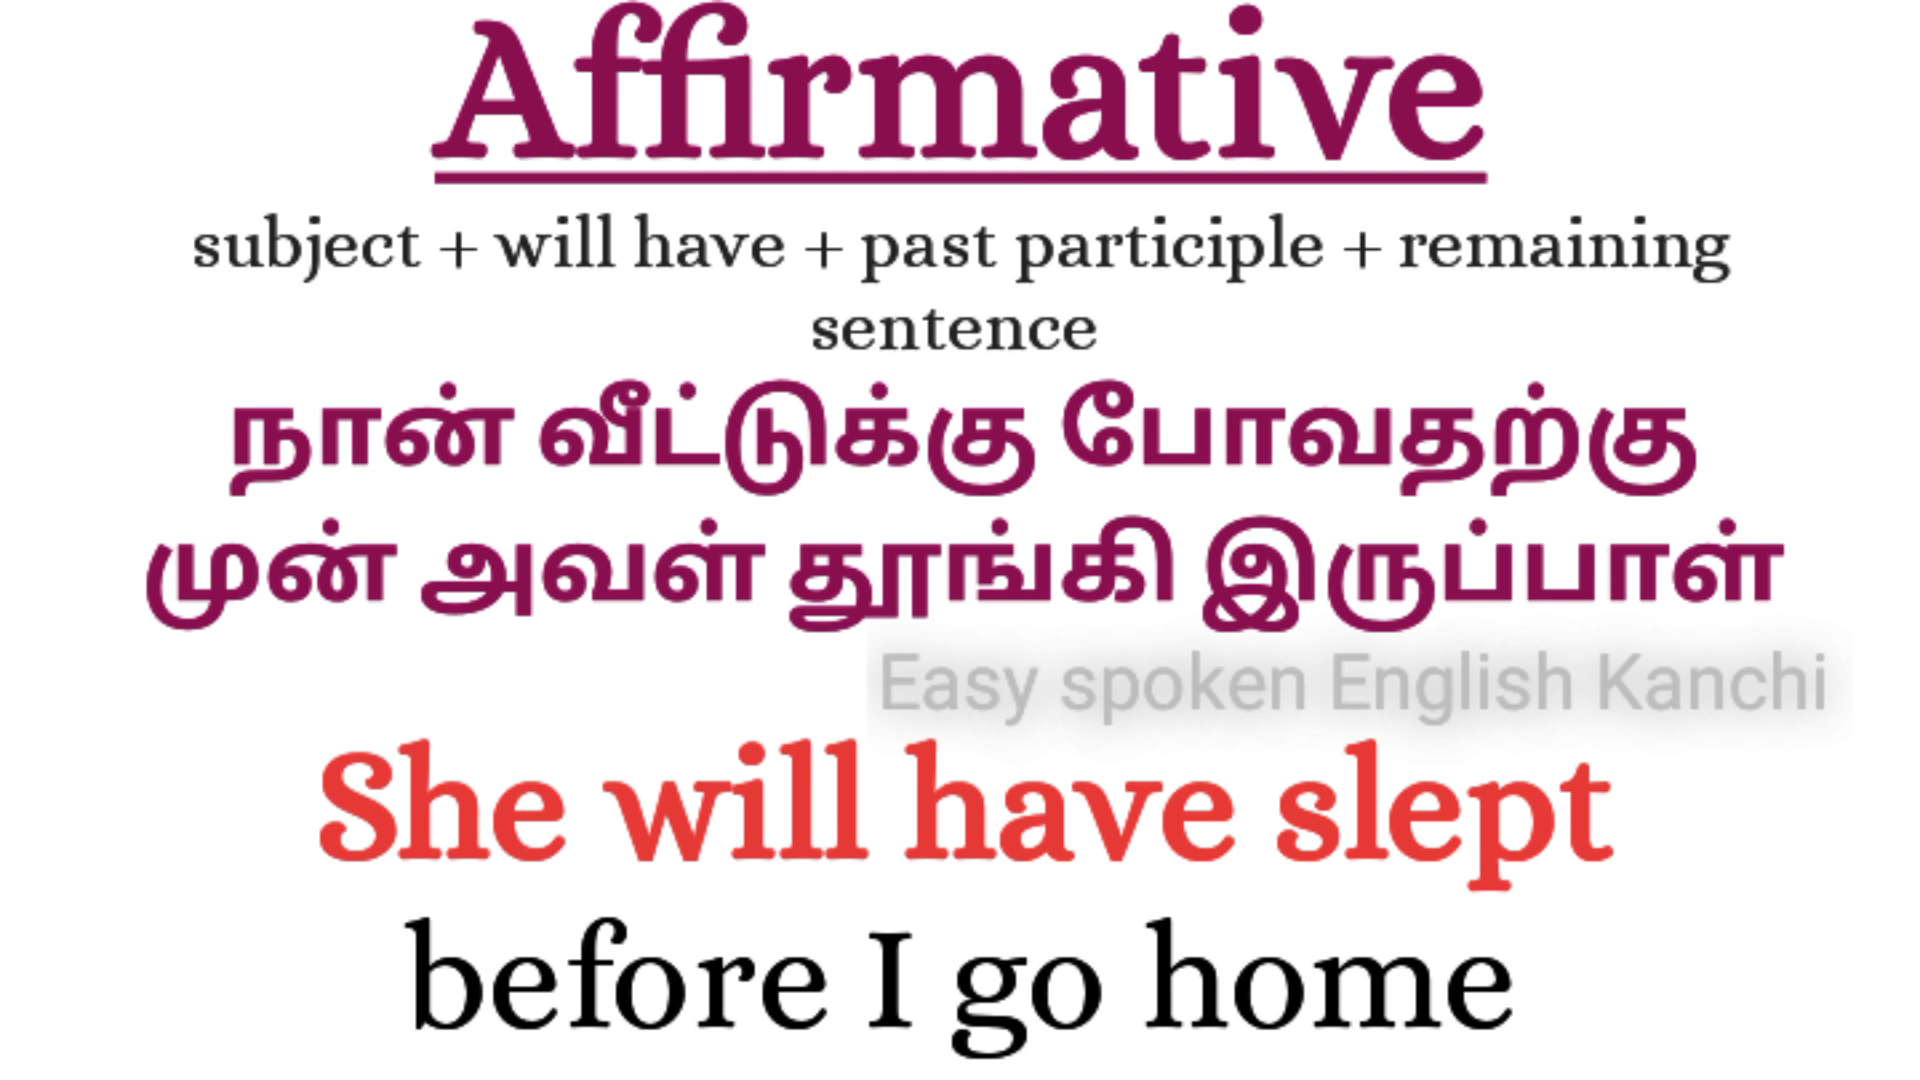 Affirmative
subject + will have + past participle + remaining
sentence
நான் வீட்டுக்கு போவதற்கு
முன் அவள் தூங்கி இருப்பாள்
Easy spoken English Kanchi
She will have slept
before I go home